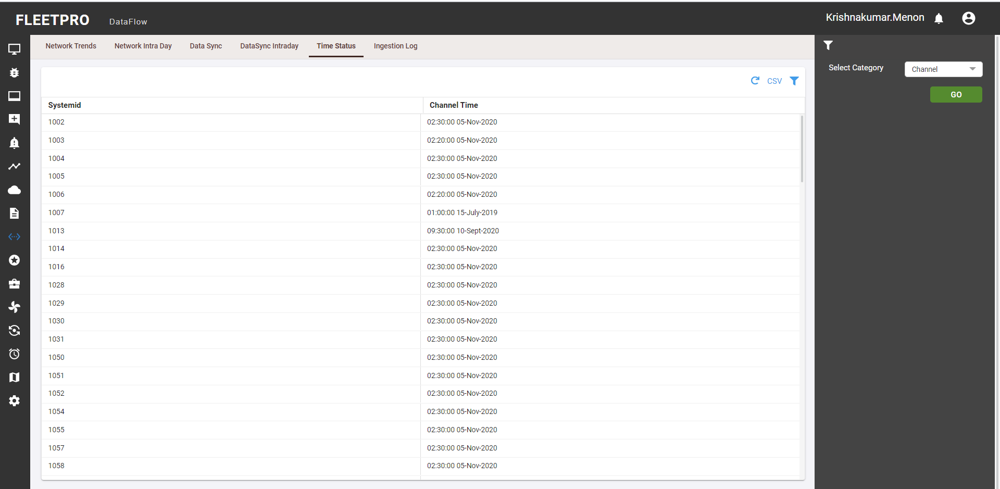 FLEETPRO DataFlow Krishnakumar.Menon
Network Trends Network Intra Day Data Sync DataSync Intraday Time Status Ingestion Log
Select Category Channel
CSV
GO
Systemid Channel Time
1002 02:30:00 05-Nov-2020
1003 02:20:00 05-Nov-2020
1004 02:30:00 05-Nov-2020
1005 02:30:00 05-Nov-2020
1006 02:20:00 05-Nov-2020
1007 01:00:00 15-July-2019
1013 09:30:00 10-Sept-2020
1014 02:30:00 05-Nov-2020
1016 02:30:00 05-Nov-2020
1028 02:30:00 05-Nov-2020
1029 02:30:00 05-Nov-2020
1030 02:30:00 05-Nov-2020
1031 02:30:00 05-Nov-2020
1050 02:30:00 05-Nov-2020
1051 02:30:00 05-Nov-2020
1052 02:30:00 05-Nov-2020
1054 02:30:00 05-Nov-2020
1055 02:30:00 05-Nov-2020
1057 02:30:00 05-Nov-2020
1058 02:30:00 05-Nov-2020